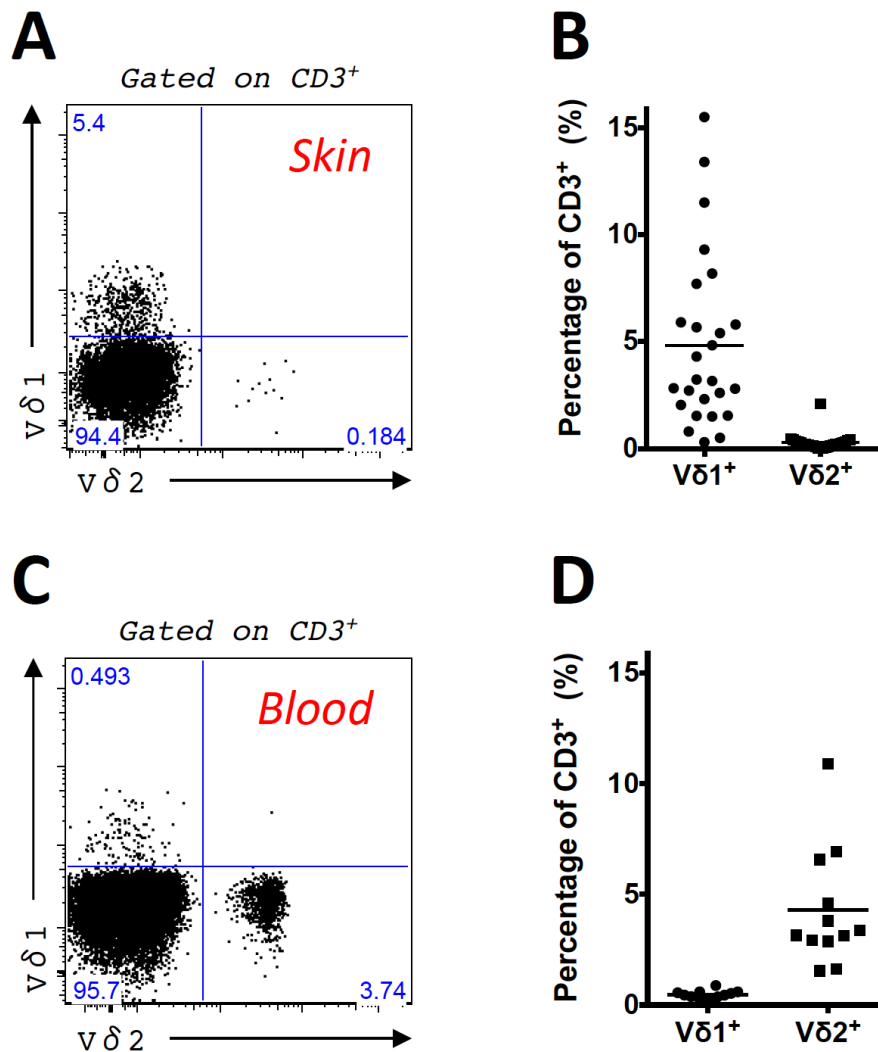 A
Gated on CD3⁺
5.4
Skin
94.4
0.184
Vδ1
Vδ2
B
Percentage of CD3⁺ (%)
15
10
5
0
Vδ1⁺
Vδ2⁺
C
Gated on CD3⁺
0.493
Blood
95.7
3.74
Vδ1
Vδ2
D
Percentage of CD3⁺ (%)
15
10
5
0
Vδ1⁺
Vδ2⁺